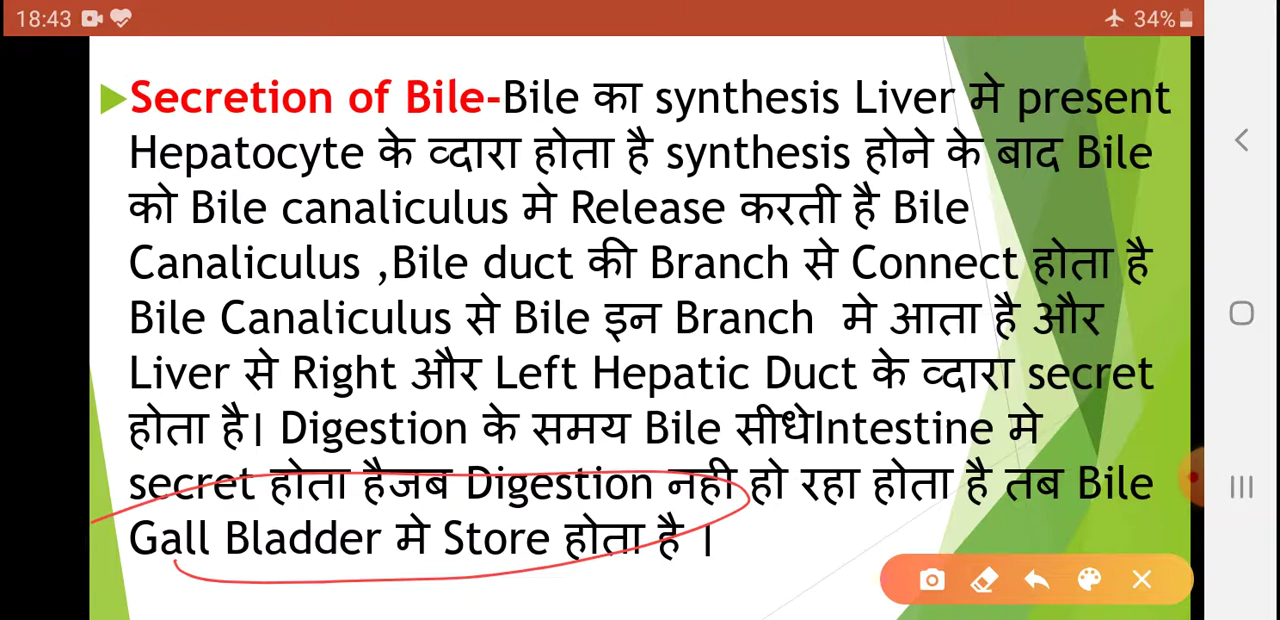 18:43
34%
Secretion of Bile-Bile का synthesis Liver मे present
Hepatocyte के व्दारा होता है synthesis होने के बाद Bile
को Bile canaliculus मे Release करती है Bile
Canaliculus ,Bile duct की Branch से Connect होता है
Bile Canaliculus से Bile इन Branch मे आता है और
Liver से Right और Left Hepatic Duct के व्दारा secret
होता है। Digestion के समय Bile सीधेIntestine मे
secret होता हैजब Digestion नही हो रहा होता है तब Bile
Gall Bladder मे Store होता है ।